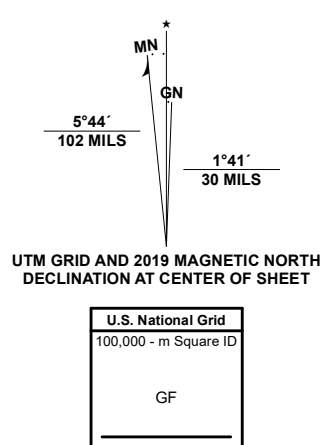 ★
MN
GN
5°44´
102 MILS
1°41´
30 MILS
UTM GRID AND 2019 MAGNETIC NORTH
DECLINATION AT CENTER OF SHEET
U.S. National Grid
100,000 - m Square ID
GF